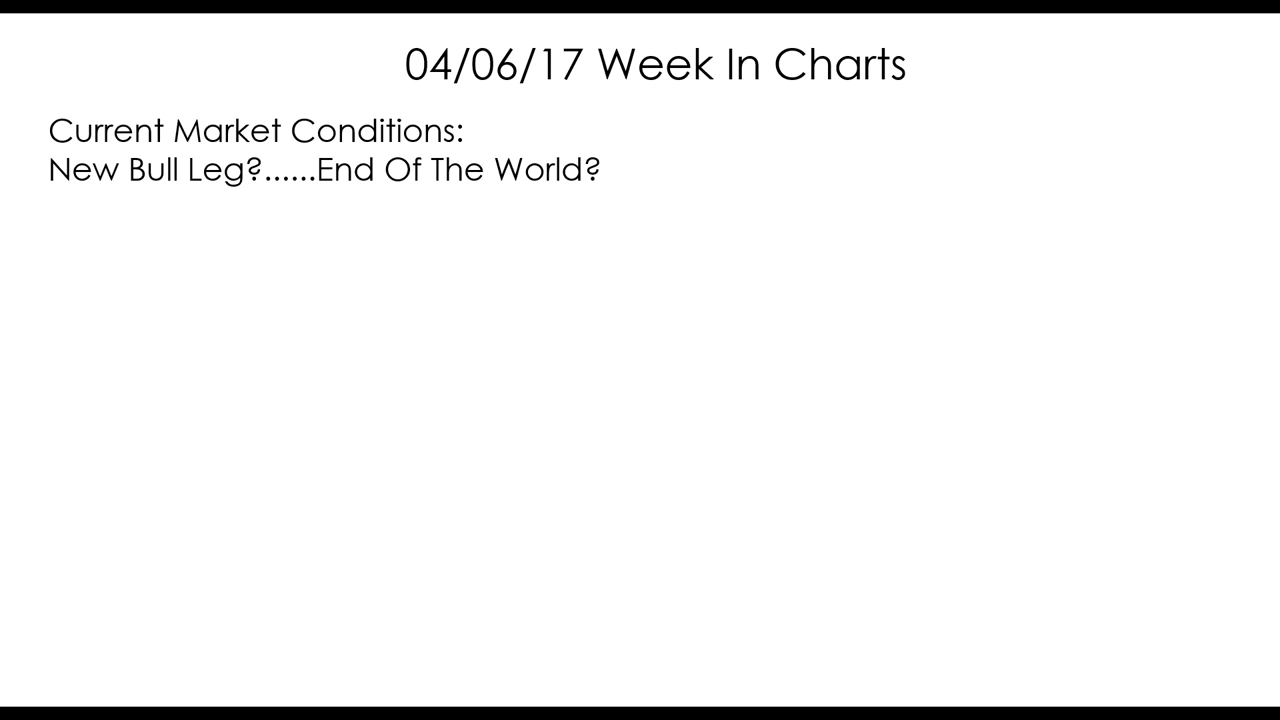 04/06/17 Week In Charts
Current Market Conditions:
New Bull Leg?......End Of The World?